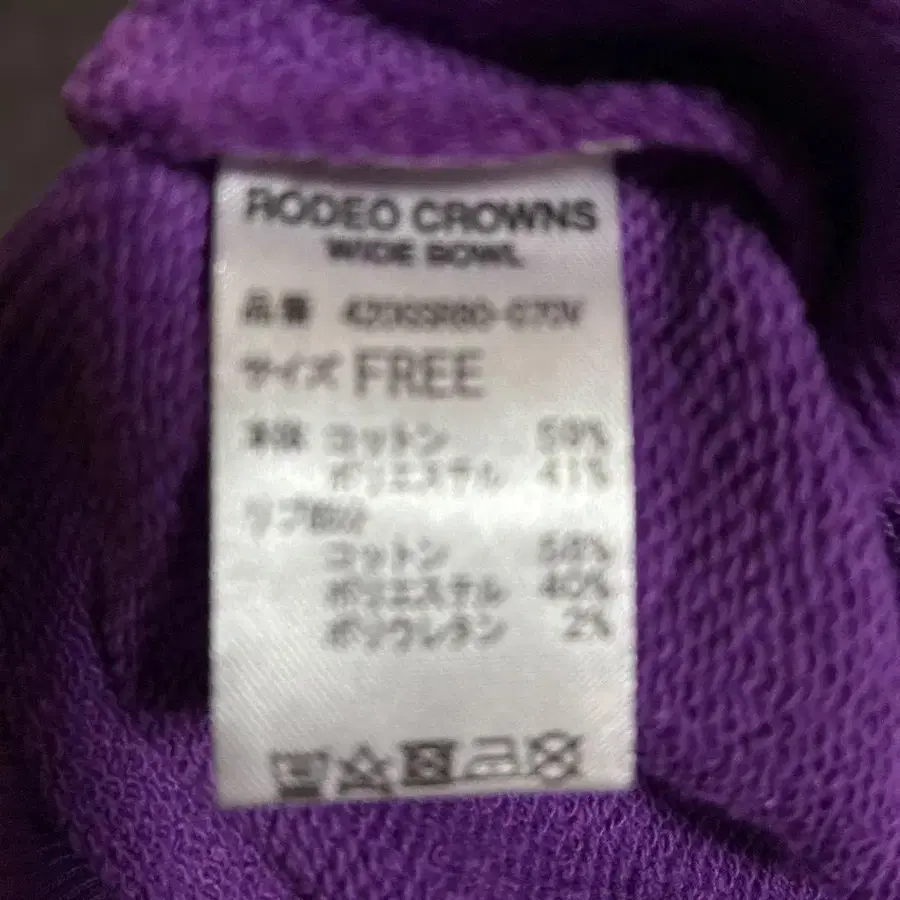 RODEO CROWNS
WIDE BOWL
品番
サイズ FREE
本体 コットン 59%
ポリエステル 41%
リブ部分
コットン 58%
ポリエステル 40%
ポリウレタン 2%